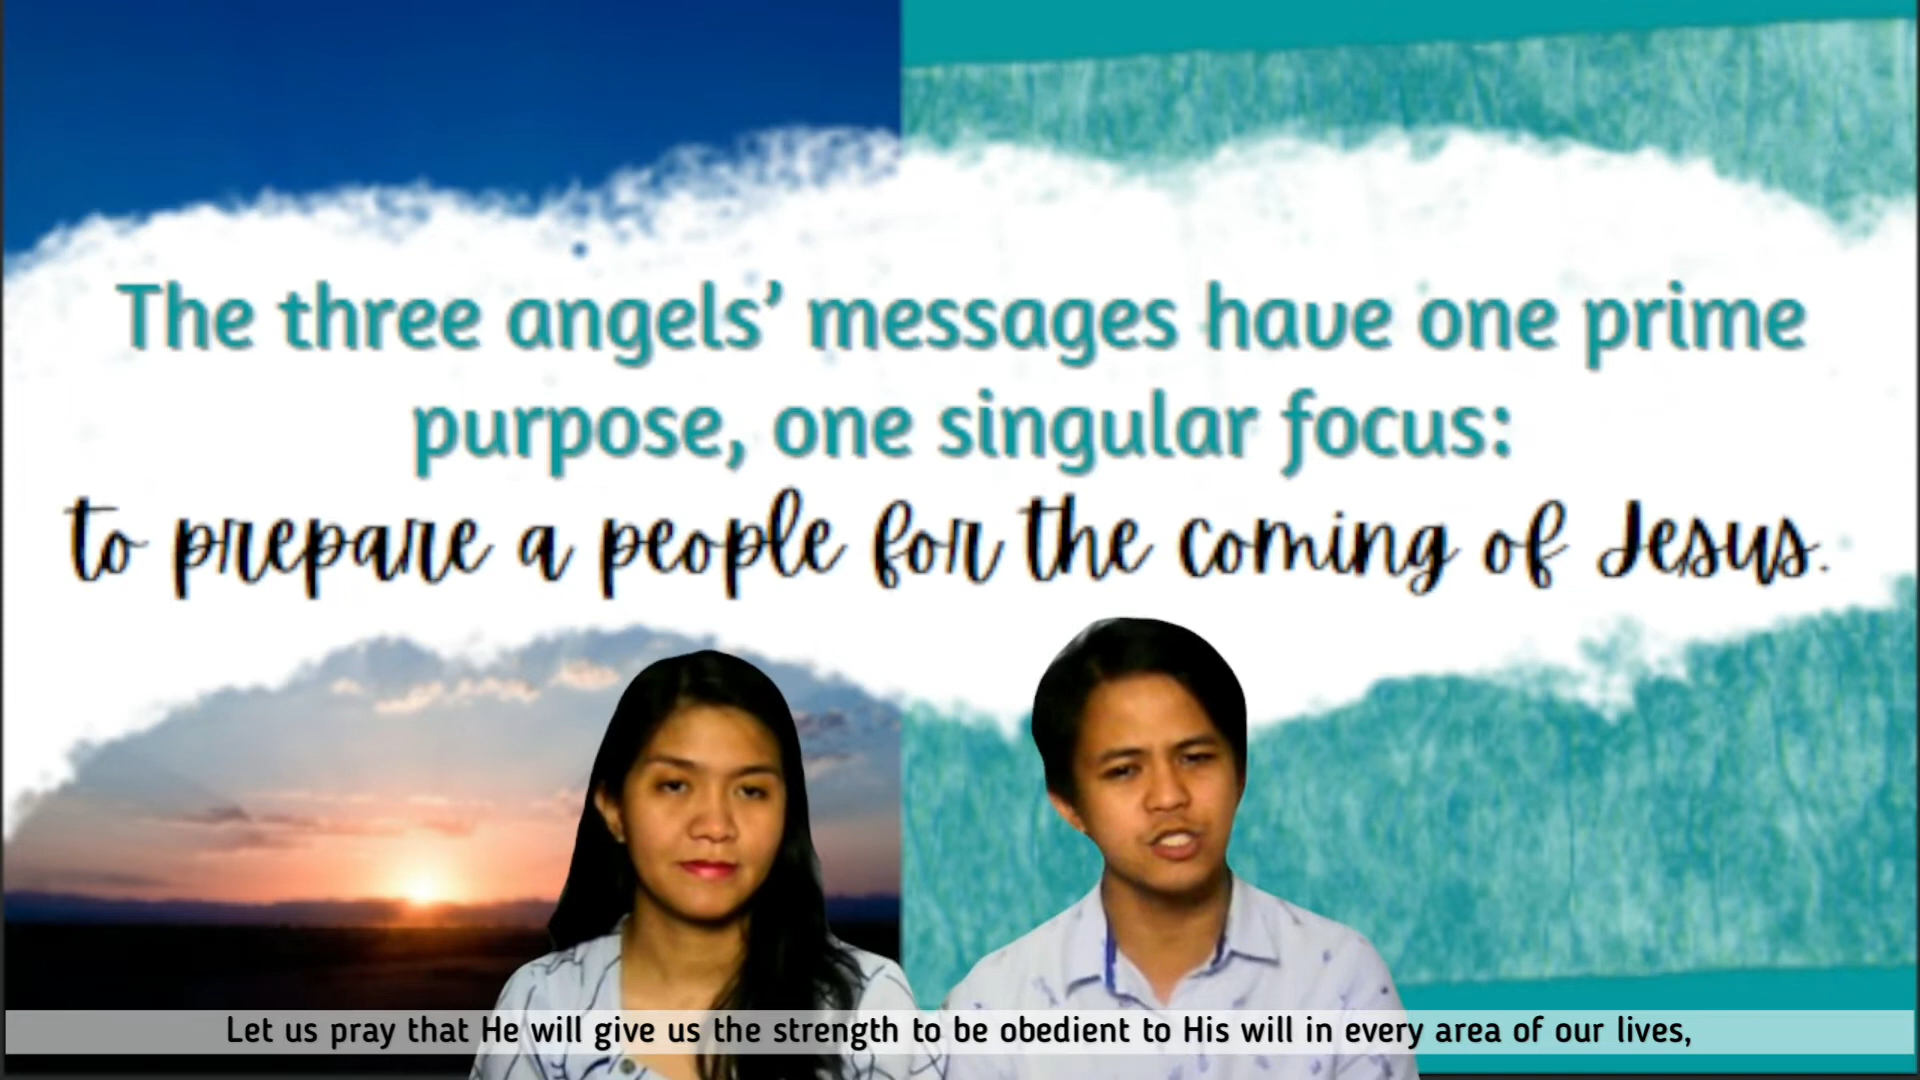 The three angels’ messages have one prime
purpose, one singular focus:
to prepare a people for the coming of Jesus.
Let us pray that He will give us the strength to be obedient to His will in every area of our lives,